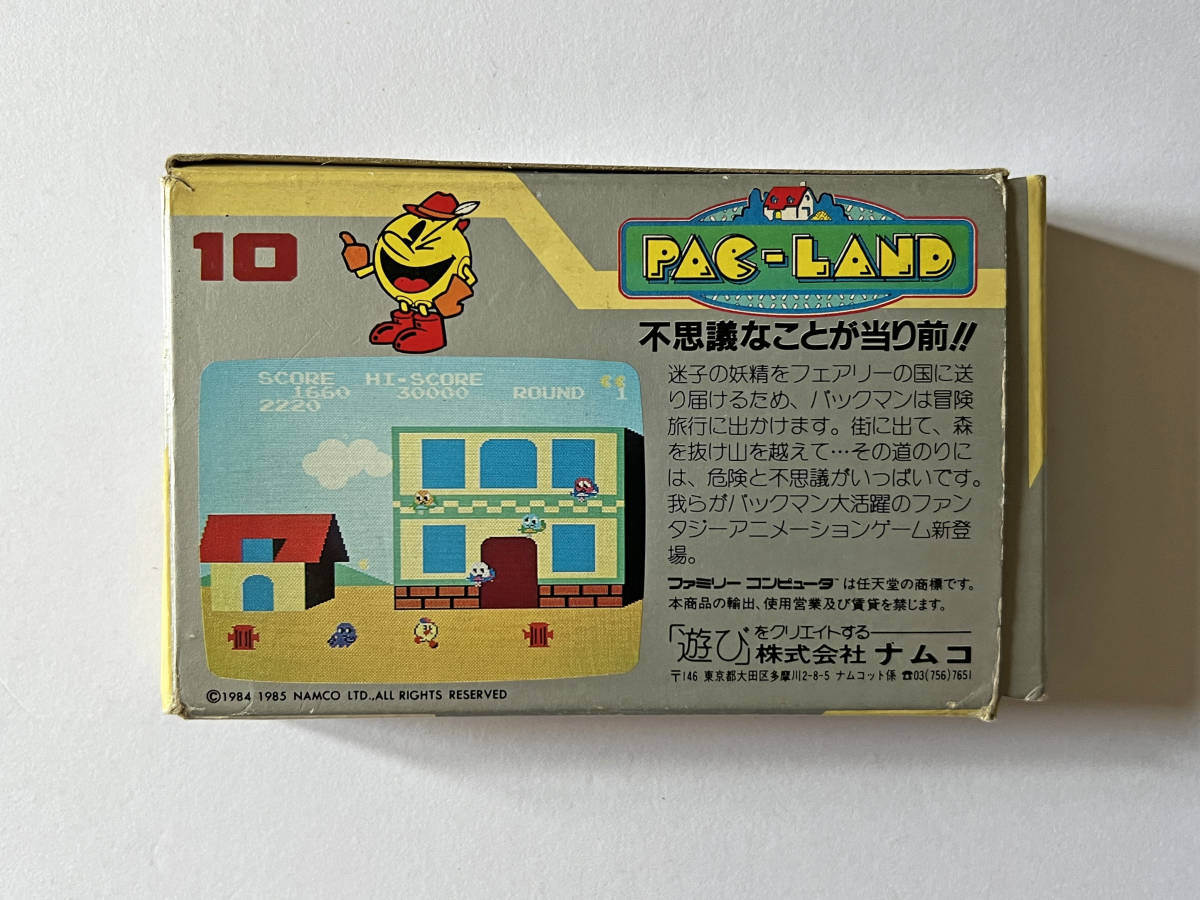 10
PAC-LAND
不思議なことが当り前!!
迷子の妖精をフェアリーの国に送
り届けるため、パックマンは冒険
旅行に出かけます。街に出て、森
を抜け山を越えて…その道のりに
は、危険と不思議がいっぱいです。
我らがパックマン大活躍のファン
タジーアニメーションゲーム新登
場。
ファミリー コンピュータ™は任天堂の商標です。
本商品の輸出、使用営業及び賃貸を禁じます。
「遊び」をクリエイトする
株式会社 ナムコ
〒146 東京都大田区多摩川2-8-5 ナムコット係 ☎03(756)7651
SCORE HI-SCORE
1660 30000 ROUND 1
2220
©1984 1985 NAMCO LTD.,ALL RIGHTS RESERVED